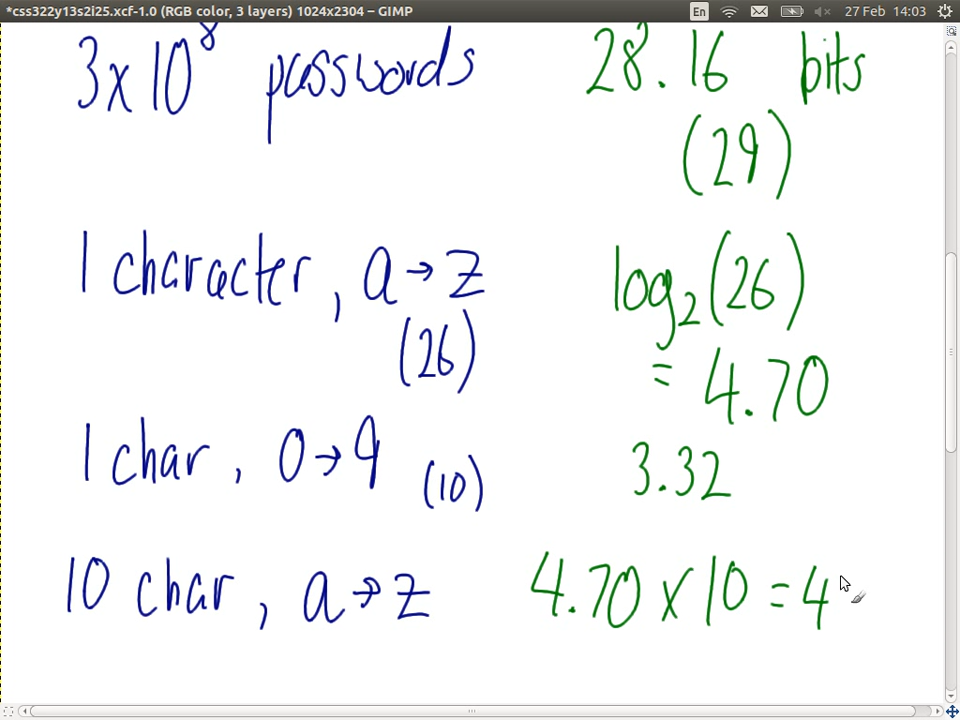 *css322y13s2i25.xcf-1.0 (RGB color, 3 layers) 1024x2304 – GIMP
En
27 Feb 14:03
3x10⁸ passwords 28.16 bits
(29)
1 character, a→z log₂(26)
(26) = 4.70
1 char, 0→9 (10) 3.32
10 char, a→z 4.70 x 10 = 4